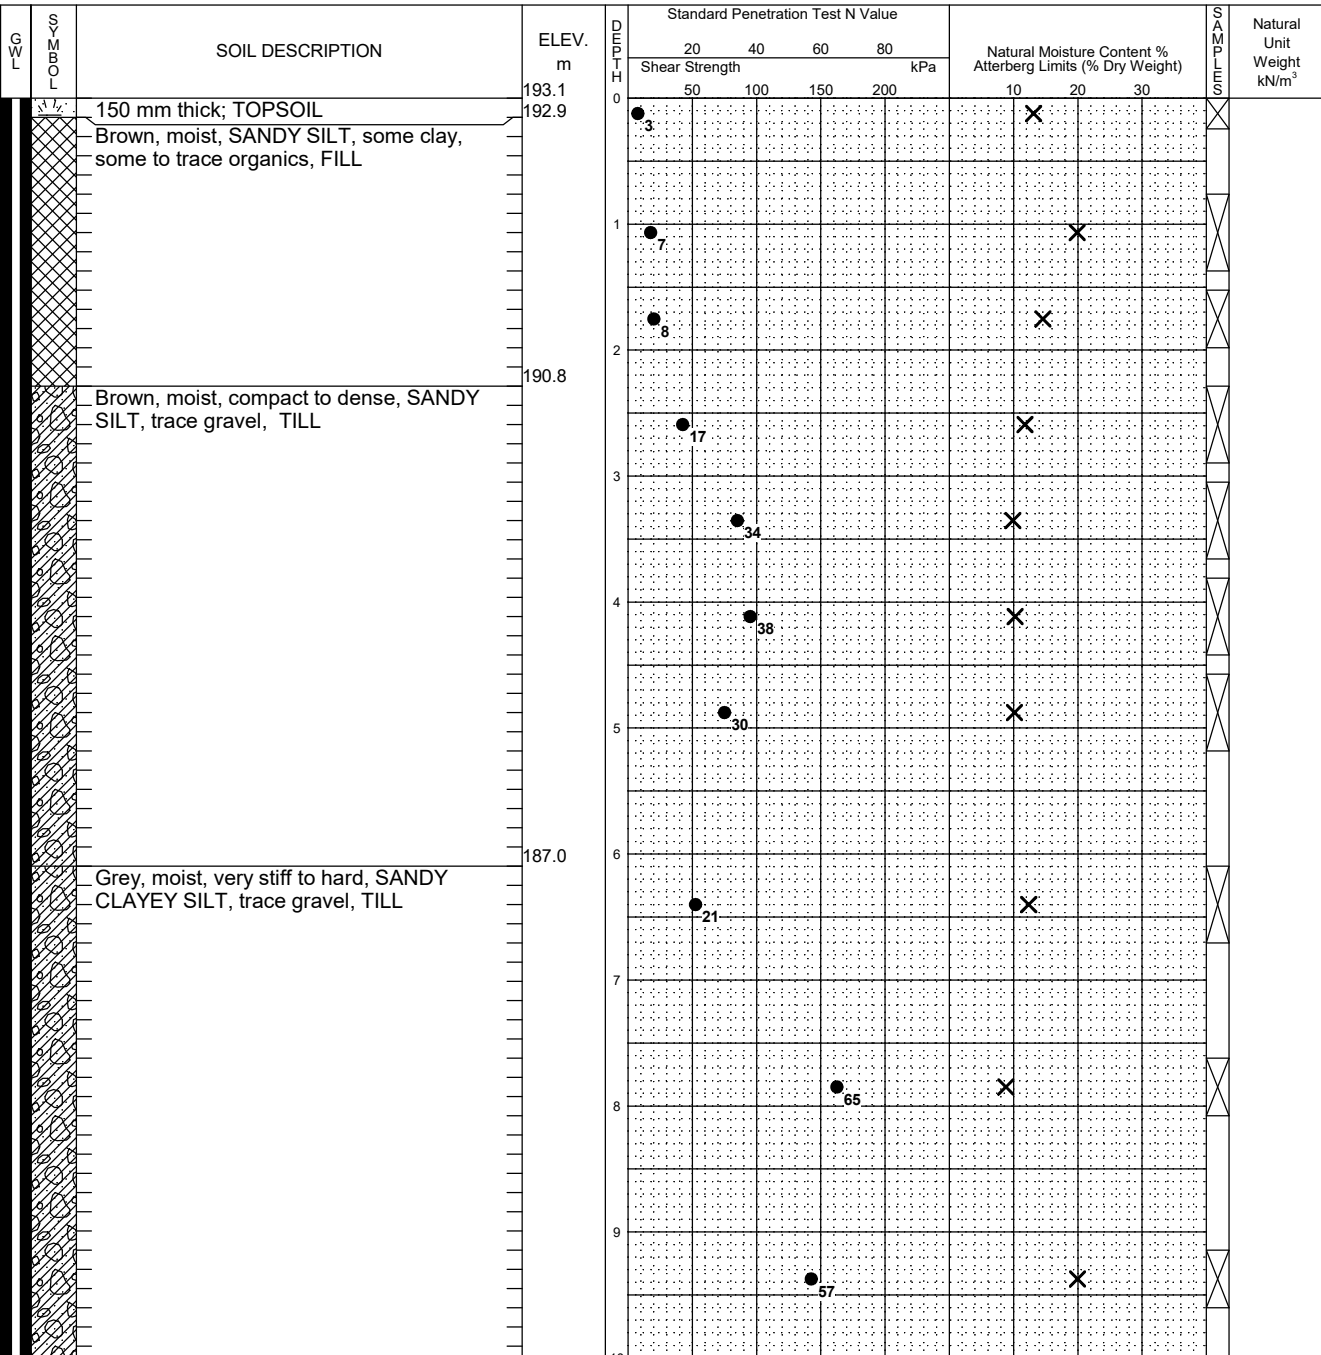 GWL
SYMBOL
SOIL DESCRIPTION
ELEV.
m
DEPTH
Standard Penetration Test N Value
20 40 60 80
Shear Strength kPa
50 100 150 200
Natural Moisture Content %
Atterberg Limits (% Dry Weight)
10 20 30
SAMPLES
Natural
Unit
Weight
kN/m³
193.1
0
150 mm thick; TOPSOIL
192.9
3
Brown, moist, SANDY SILT, some clay,
some to trace organics, FILL
1
7
8
2
190.8
Brown, moist, compact to dense, SANDY
SILT, trace gravel, TILL
17
3
34
4
38
30
5
6
187.0
Grey, moist, very stiff to hard, SANDY
CLAYEY SILT, trace gravel, TILL
21
7
65
8
9
57